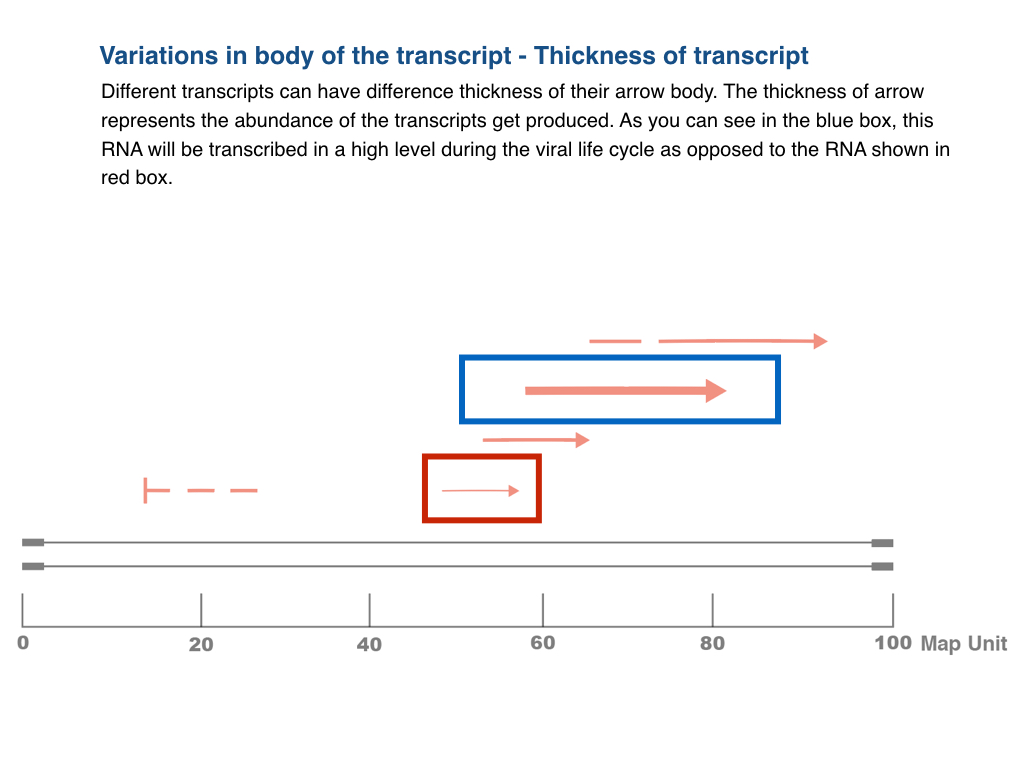 Variations in body of the transcript - Thickness of transcript
Different transcripts can have difference thickness of their arrow body. The thickness of arrow
represents the abundance of the transcripts get produced. As you can see in the blue box, this
RNA will be transcribed in a high level during the viral life cycle as opposed to the RNA shown in
red box.
0 20 40 60 80 100 Map Unit